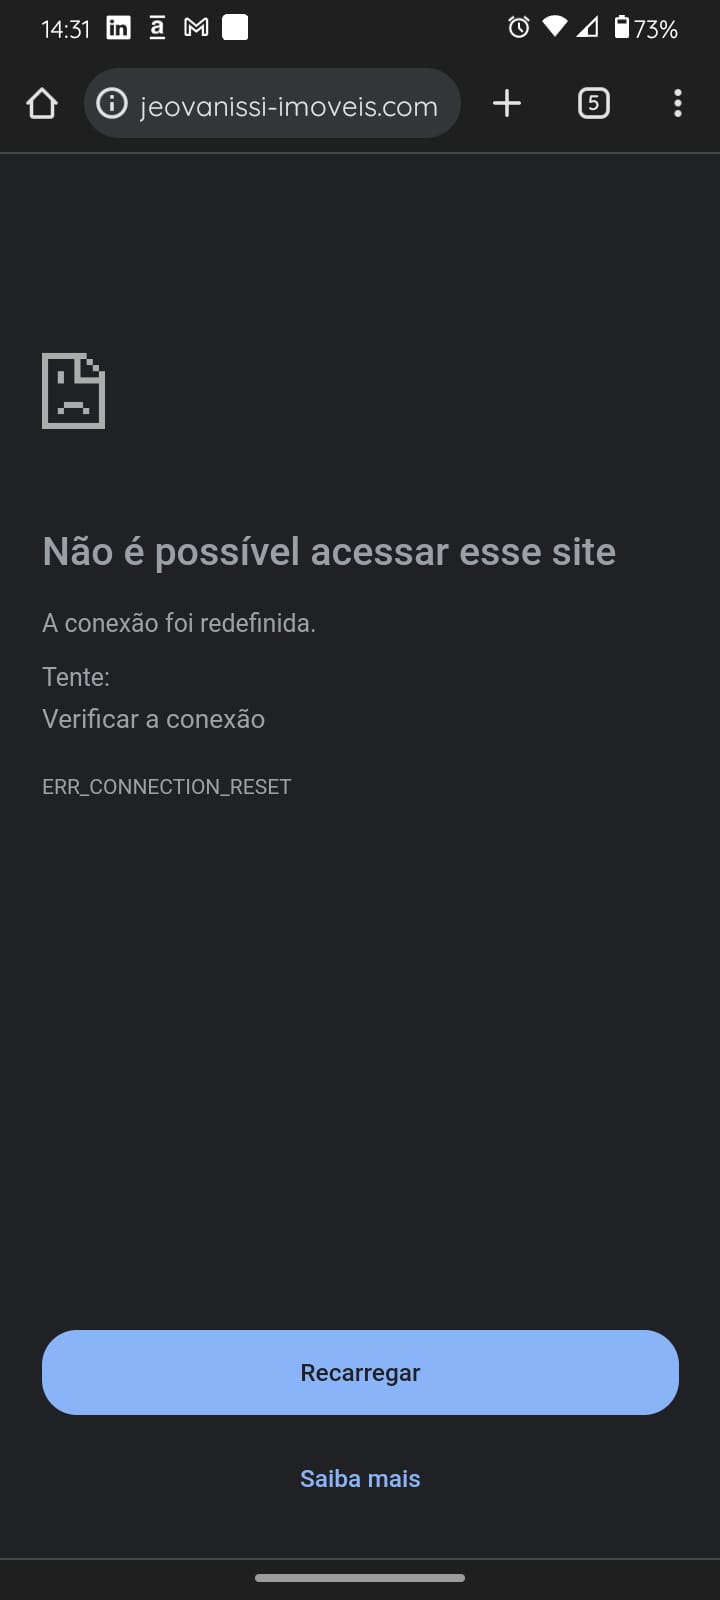 14:31 in a M 73%
jeovanissi-imoveis.com 5
Não é possível acessar esse site
A conexão foi redefinida.
Tente:
Verificar a conexão
ERR_CONNECTION_RESET
Recarregar
Saiba mais